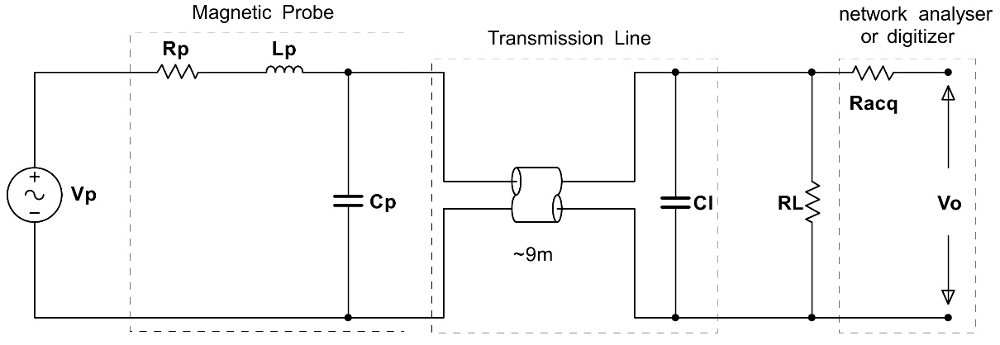 Magnetic Probe
network analyser
or digitizer
Transmission Line
Rp
Lp
Racq
+
Vp
−
Cp
Cl
RL
Vo
~9m